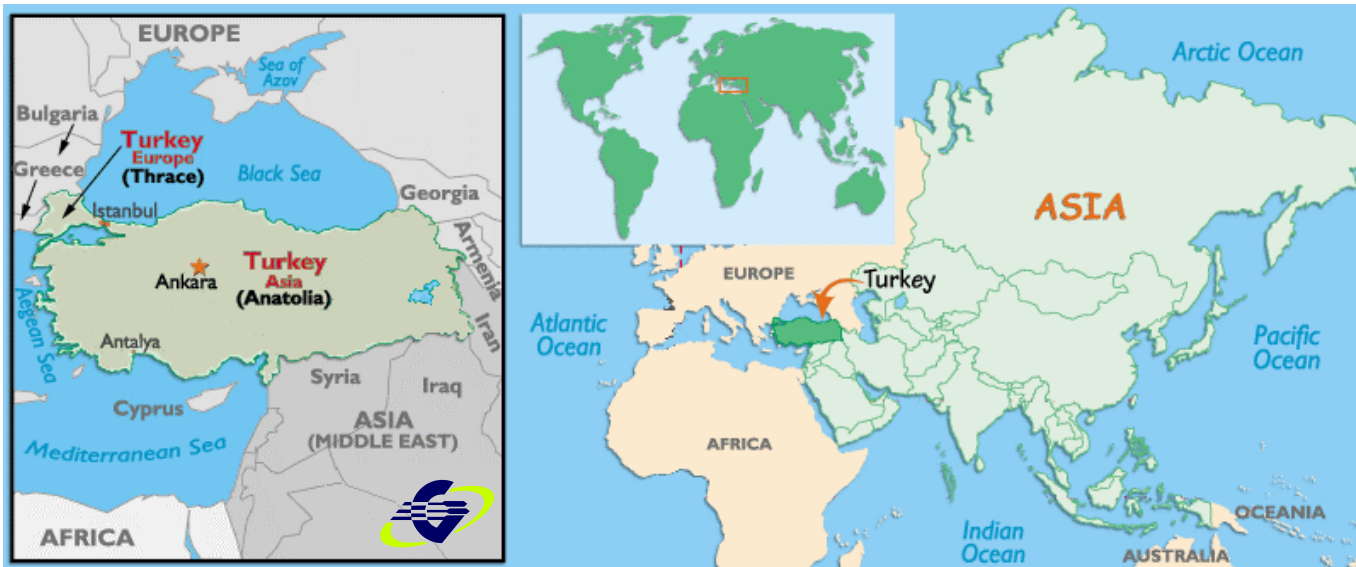 EUROPE
Sea of
Azov
Bulgaria
Turkey
Europe
(Thrace)
Greece
Black Sea
Georgia
Istanbul
Armenia
Turkey
Asia
(Anatolia)
Ankara
Aegean Sea
Iran
Antalya
Syria
Iraq
Cyprus
ASIA
(MIDDLE EAST)
Mediterranean Sea
AFRICA
Arctic Ocean
ASIA
EUROPE
Turkey
Atlantic
Ocean
Pacific
Ocean
AFRICA
OCEANIA
Indian
Ocean
AUSTRALIA